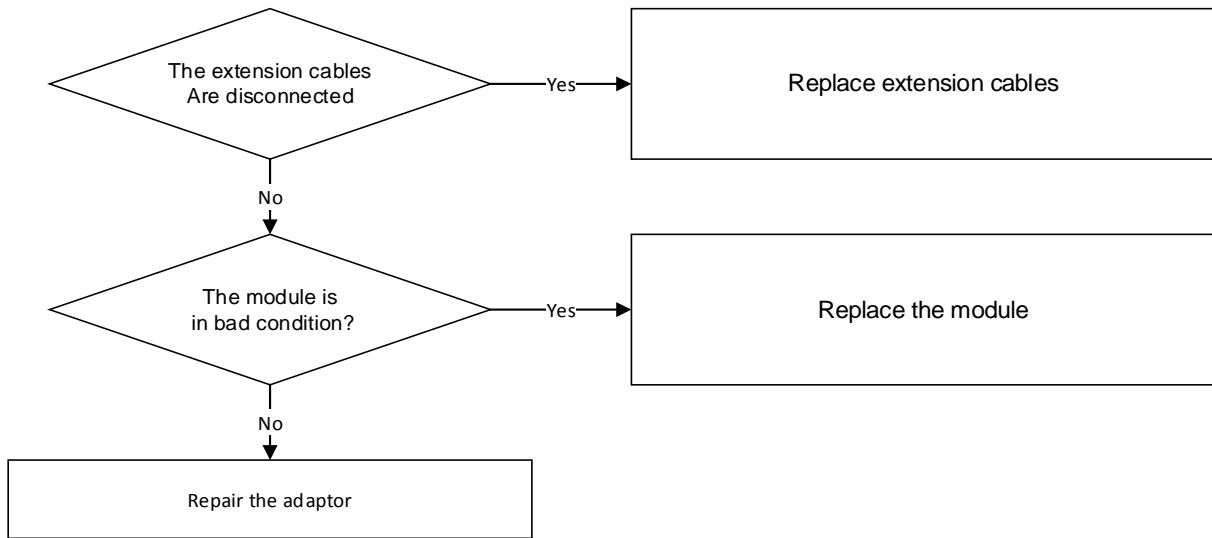 The extension cables
Are disconnected
Yes
Replace extension cables
No
The module is
in bad condition?
Yes
Replace the module
No
Repair the adaptor